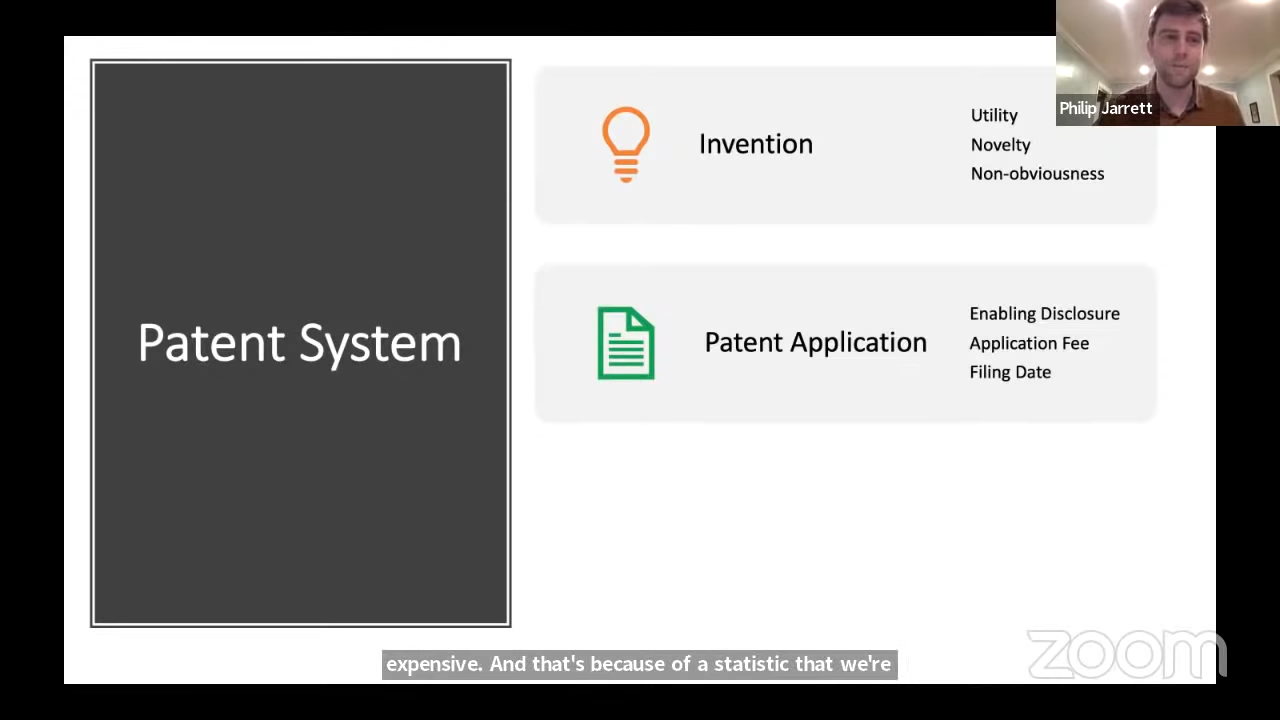 Philip Jarrett
Patent System
Invention
Utility
Novelty
Non-obviousness
Patent Application
Enabling Disclosure
Application Fee
Filing Date
expensive. And that's because of a statistic that we're
zoom